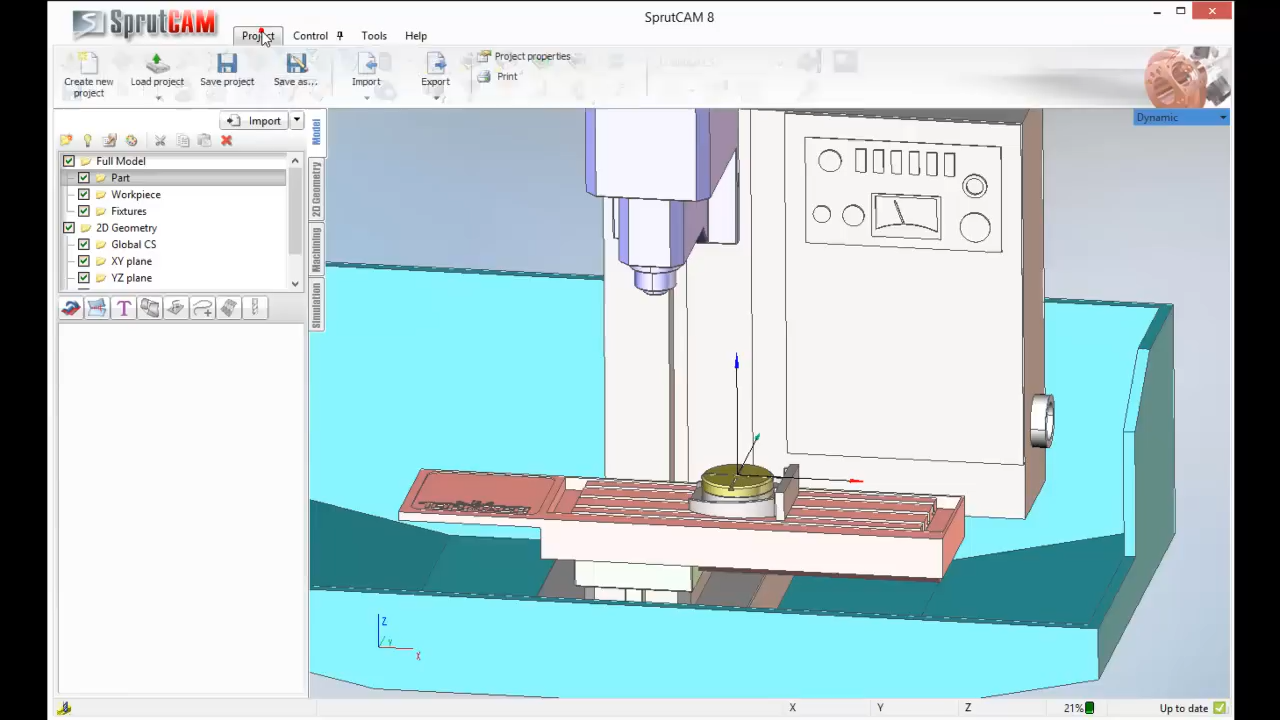 SprutCAM
SprutCAM 8
Project
Control
Tools
Help
Create new
project
Load project
Save project
Save as...
Import
Export
Project properties
Print
Import
Dynamic
Full Model
Part
Workpiece
Fixtures
2D Geometry
Global CS
XY plane
YZ plane
Model
2D Geometry
Machining
Simulation
T
Z
y
X
X
Y
Z
21%
Up to date